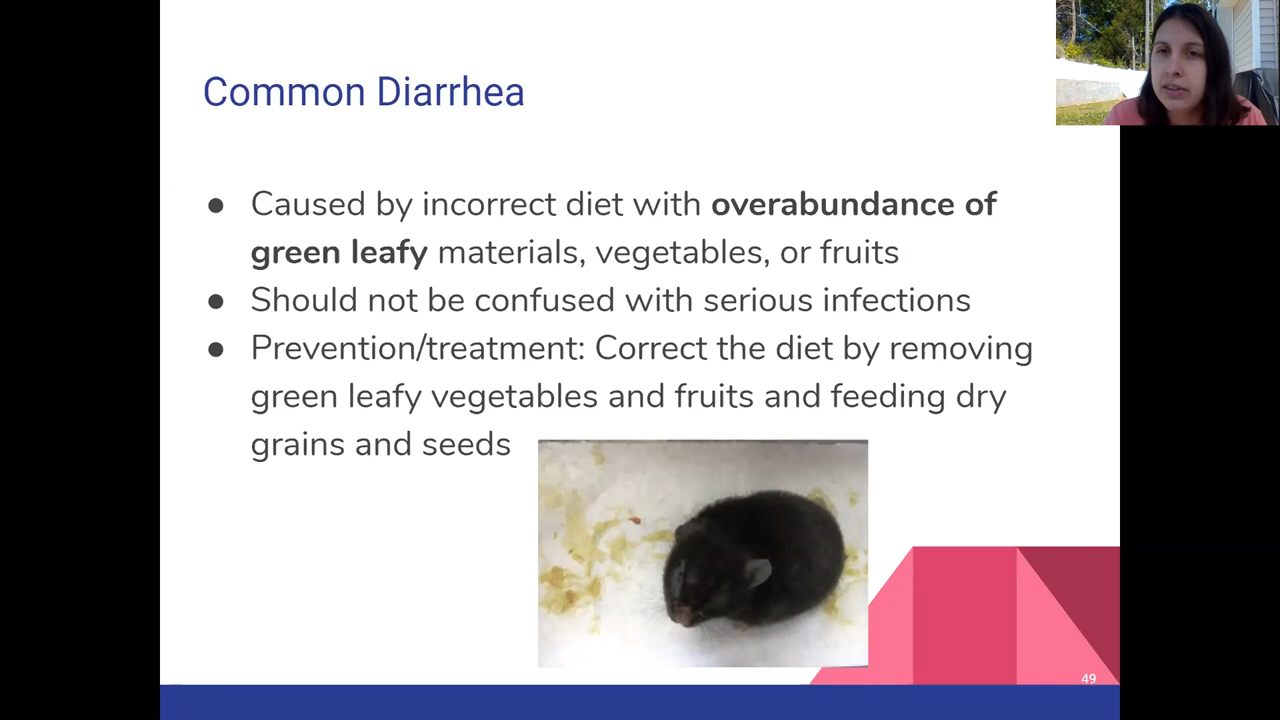 Common Diarrhea
● Caused by incorrect diet with overabundance of
green leafy materials, vegetables, or fruits
● Should not be confused with serious infections
● Prevention/treatment: Correct the diet by removing
green leafy vegetables and fruits and feeding dry
grains and seeds
49